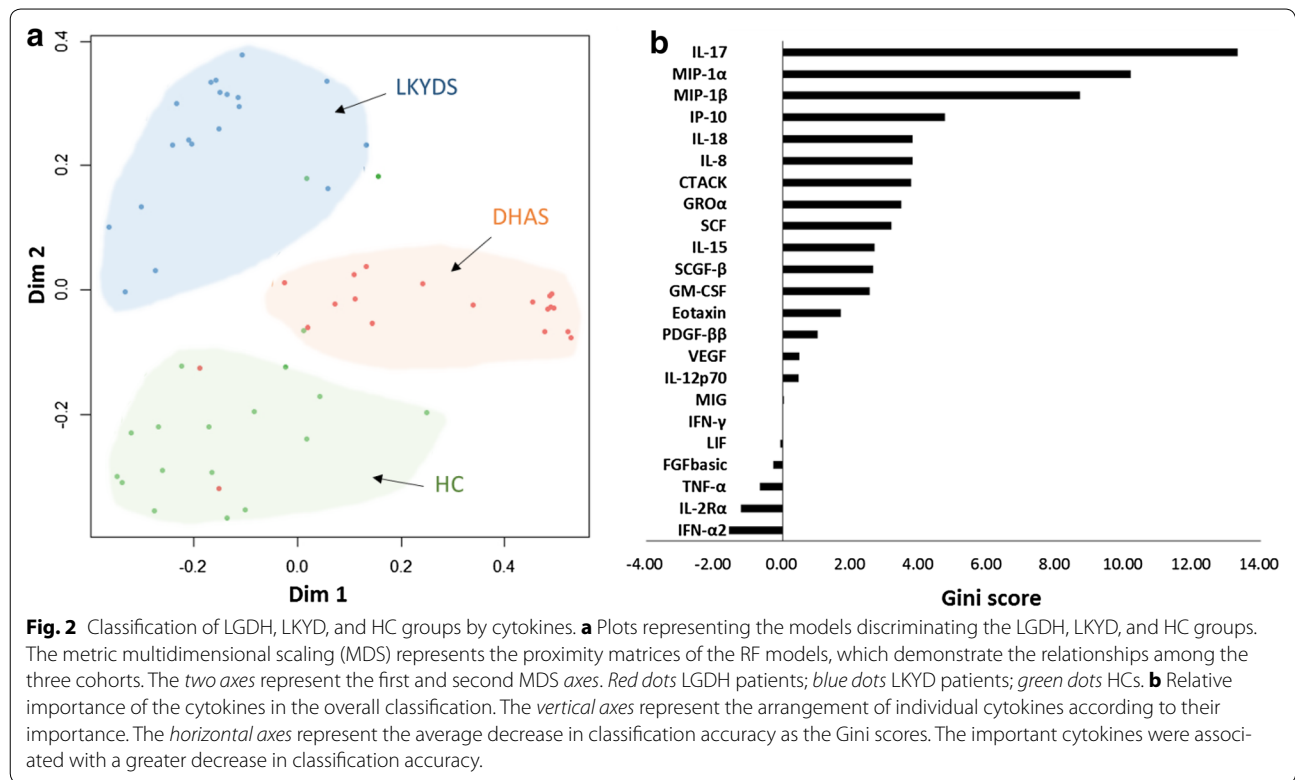 a
0.4
0.2
0.0
-0.2
Dim 2
LKYDS
DHAS
HC
-0.2
0.0
0.2
0.4
Dim 1
b
IL-17
MIP-1α
MIP-1β
IP-10
IL-18
IL-8
CTACK
GROα
SCF
IL-15
SCGF-β
GM-CSF
Eotaxin
PDGF-ββ
VEGF
IL-12p70
MIG
IFN-γ
LIF
FGFbasic
TNF-α
IL-2Rα
IFN-α2
-4.00 -2.00 0.00 2.00 4.00 6.00 8.00 10.00 12.00 14.00
Gini score
Fig. 2 Classification of LGDH, LKYD, and HC groups by cytokines. a Plots representing the models discriminating the LGDH, LKYD, and HC groups.
The metric multidimensional scaling (MDS) represents the proximity matrices of the RF models, which demonstrate the relationships among the
three cohorts. The two axes represent the first and second MDS axes. Red dots LGDH patients; blue dots LKYD patients; green dots HCs. b Relative
importance of the cytokines in the overall classification. The vertical axes represent the arrangement of individual cytokines according to their
importance. The horizontal axes represent the average decrease in classification accuracy as the Gini scores. The important cytokines were associ-
ated with a greater decrease in classification accuracy.